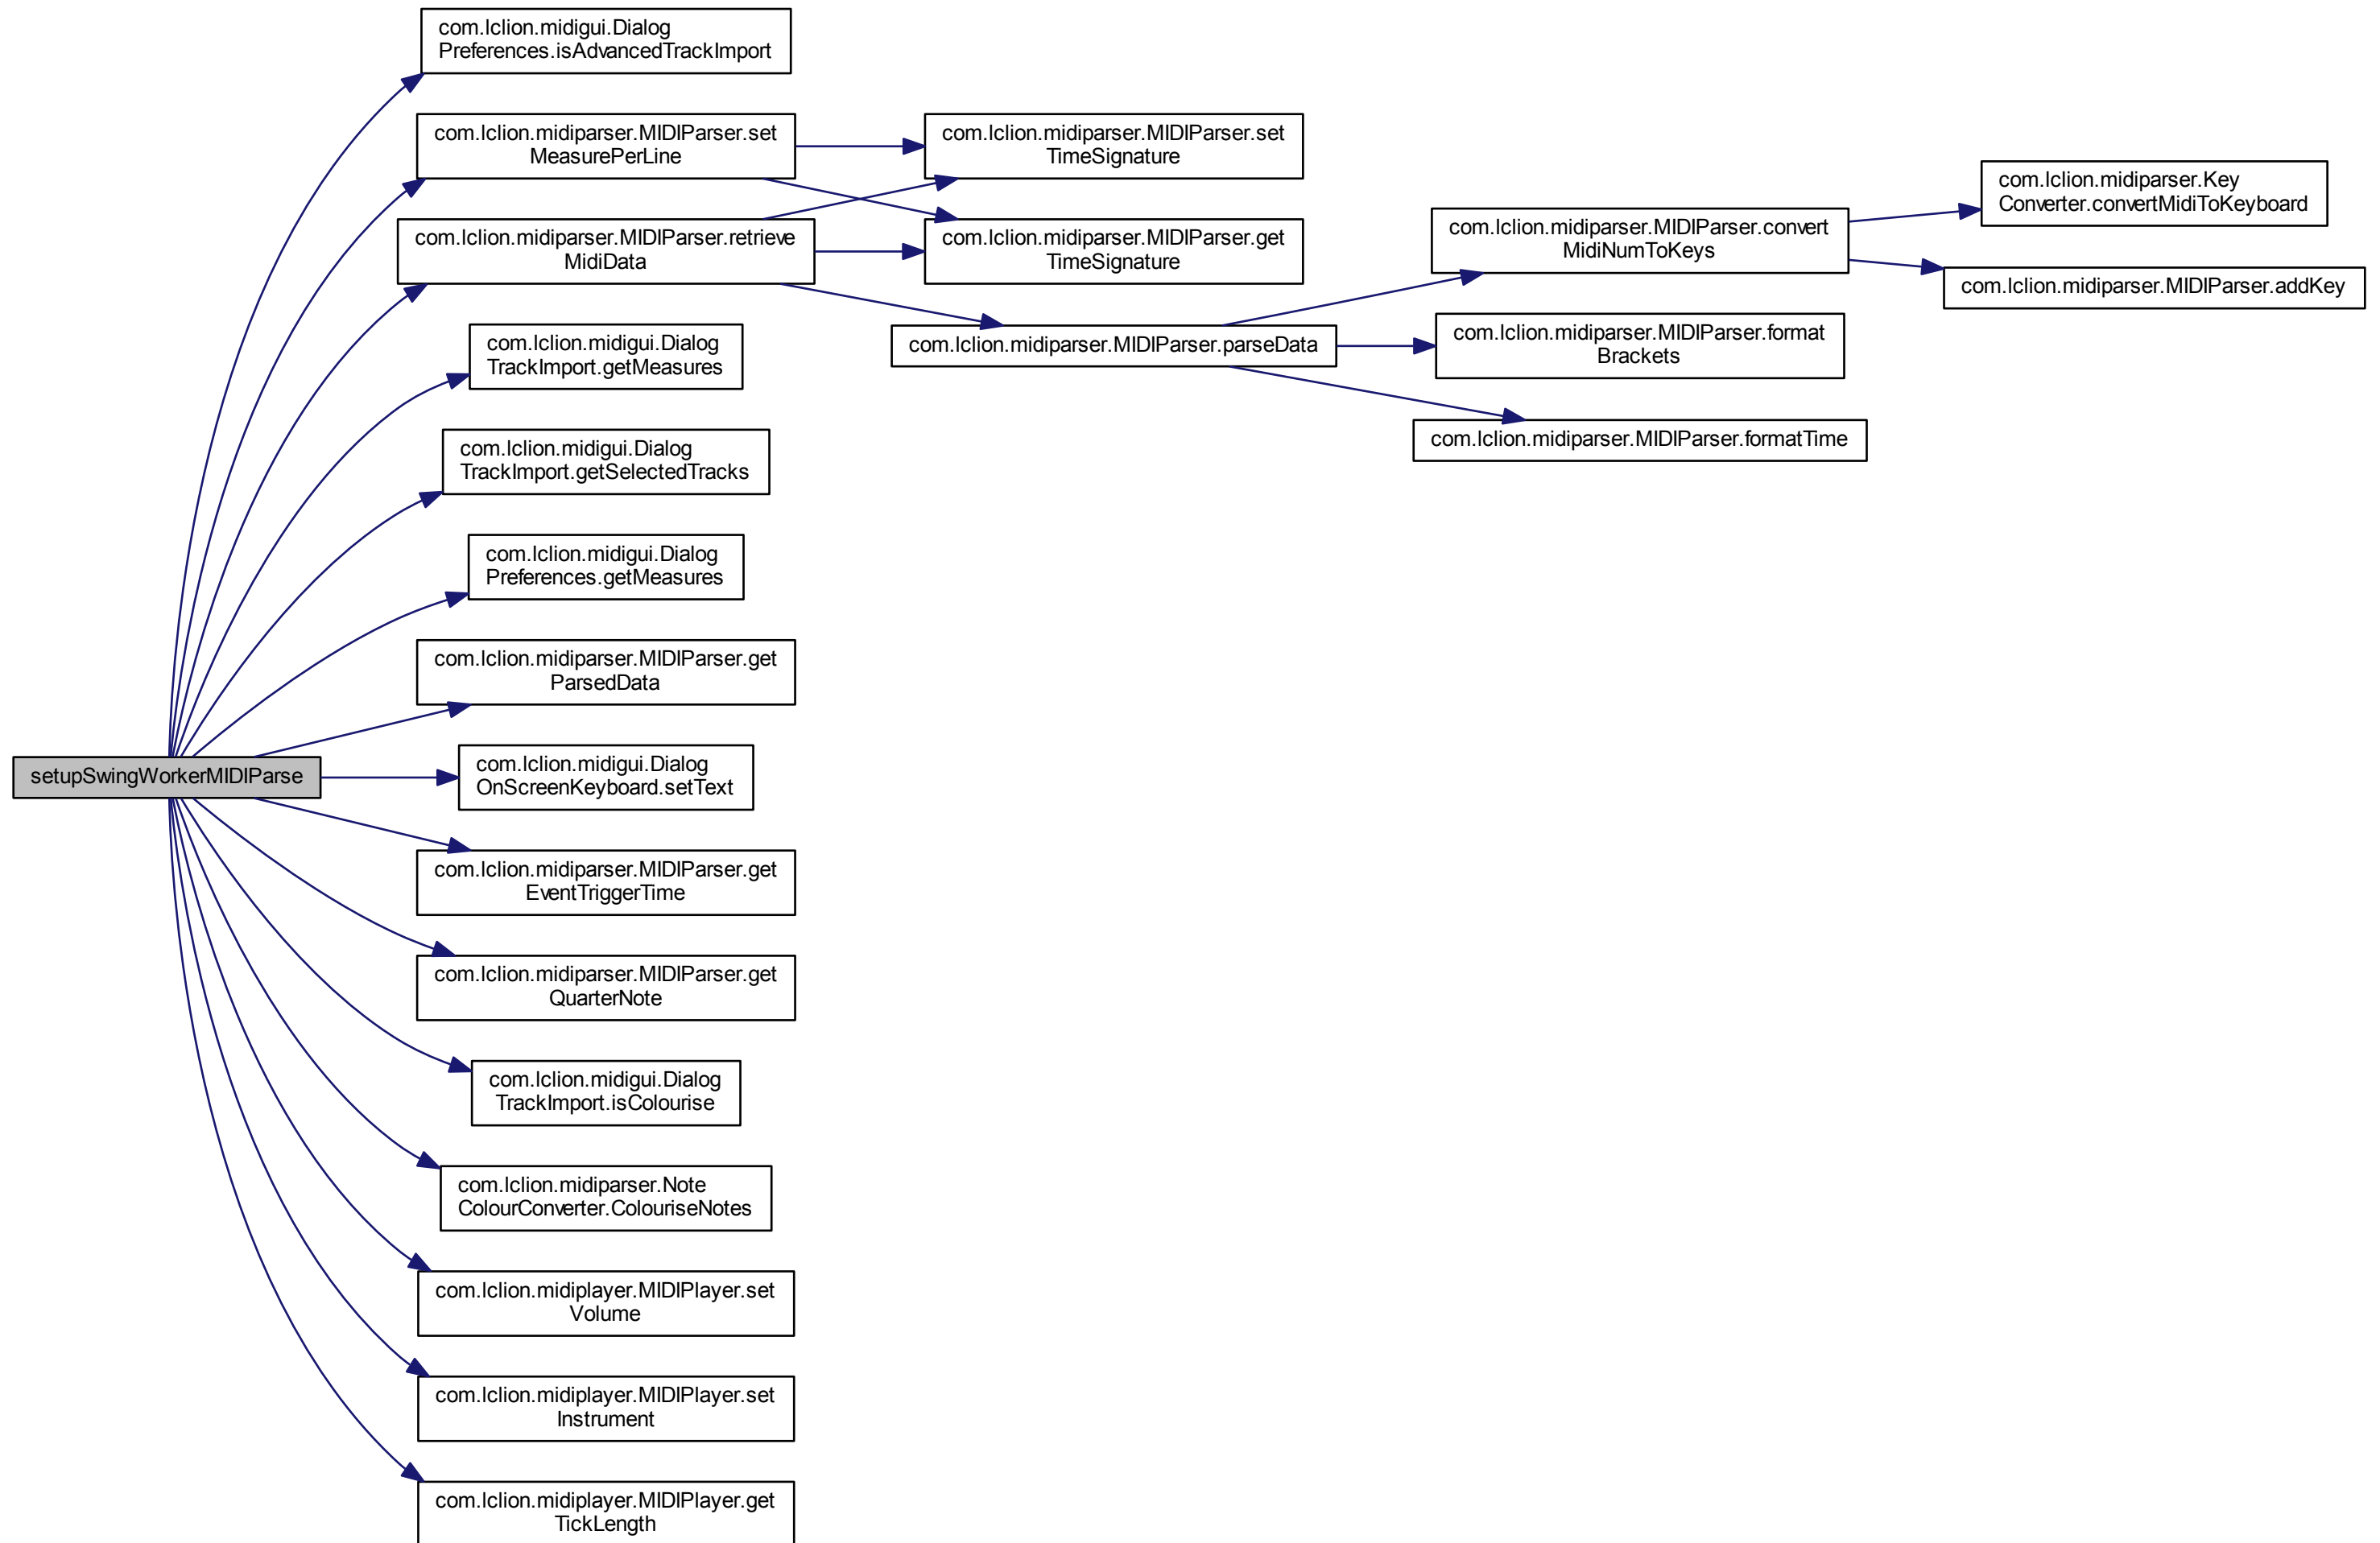 com.lclion.midigui.Dialog
Preferences.isAdvancedTrackImport
com.lclion.midiparser.MIDIParser.set
MeasurePerLine
com.lclion.midiparser.MIDIParser.retrieve
MidiData
com.lclion.midigui.Dialog
TrackImport.getMeasures
com.lclion.midigui.Dialog
TrackImport.getSelectedTracks
com.lclion.midigui.Dialog
Preferences.getMeasures
com.lclion.midiparser.MIDIParser.get
ParsedData
setupSwingWorkerMIDIParse
com.lclion.midigui.Dialog
OnScreenKeyboard.setText
com.lclion.midiparser.MIDIParser.get
EventTriggerTime
com.lclion.midiparser.MIDIParser.get
QuarterNote
com.lclion.midigui.Dialog
TrackImport.isColourise
com.lclion.midiparser.Note
ColourConverter.ColouriseNotes
com.lclion.midiplayer.MIDIPlayer.set
Volume
com.lclion.midiplayer.MIDIPlayer.set
Instrument
com.lclion.midiplayer.MIDIPlayer.get
TickLength
com.lclion.midiparser.MIDIParser.set
TimeSignature
com.lclion.midiparser.MIDIParser.get
TimeSignature
com.lclion.midiparser.MIDIParser.parseData
com.lclion.midiparser.MIDIParser.convert
MidiNumToKeys
com.lclion.midiparser.MIDIParser.format
Brackets
com.lclion.midiparser.MIDIParser.formatTime
com.lclion.midiparser.Key
Converter.convertMidiToKeyboard
com.lclion.midiparser.MIDIParser.addKey